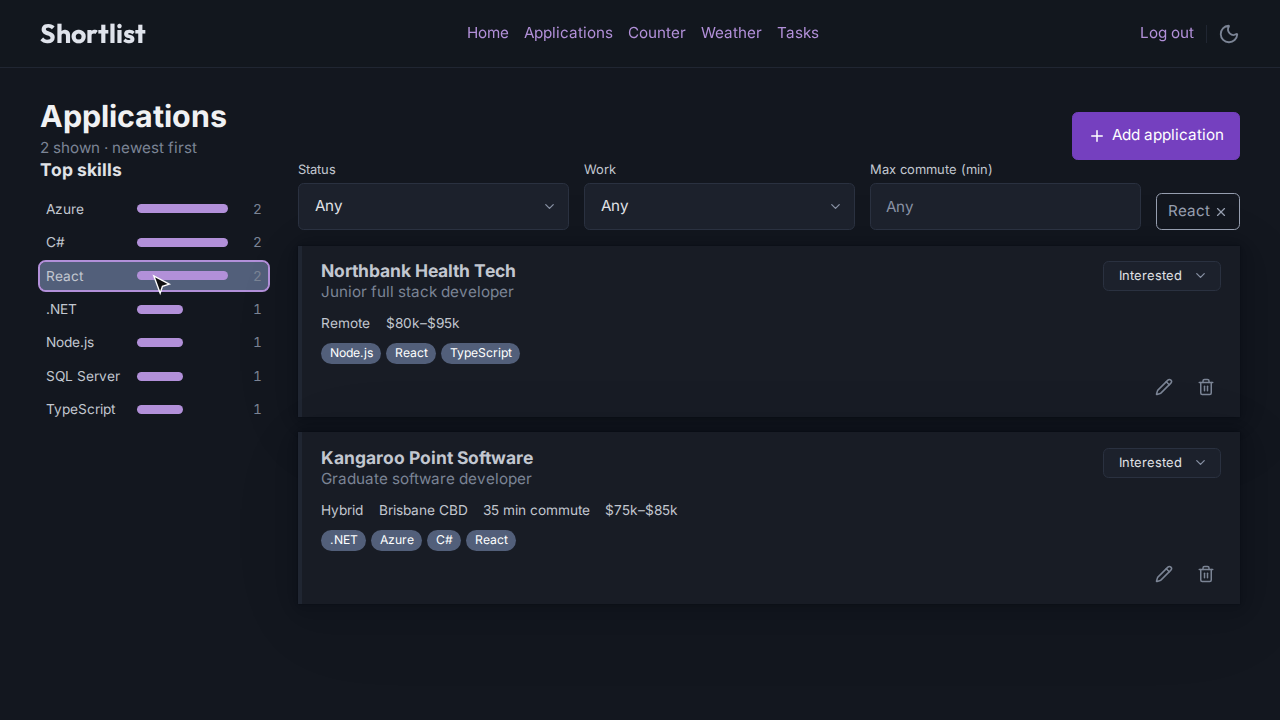 Shortlist
Home Applications Counter Weather Tasks
Log out
Applications
2 shown · newest first
Add application
Top skills
Azure 2
C# 2
React 2
.NET 1
Node.js 1
SQL Server 1
TypeScript 1
Status Work Max commute (min)
Any Any Any React
Northbank Health Tech
Interested
Junior full stack developer
Remote $80k–$95k
Node.js React TypeScript
Kangaroo Point Software
Interested
Graduate software developer
Hybrid Brisbane CBD 35 min commute $75k–$85k
.NET Azure C# React